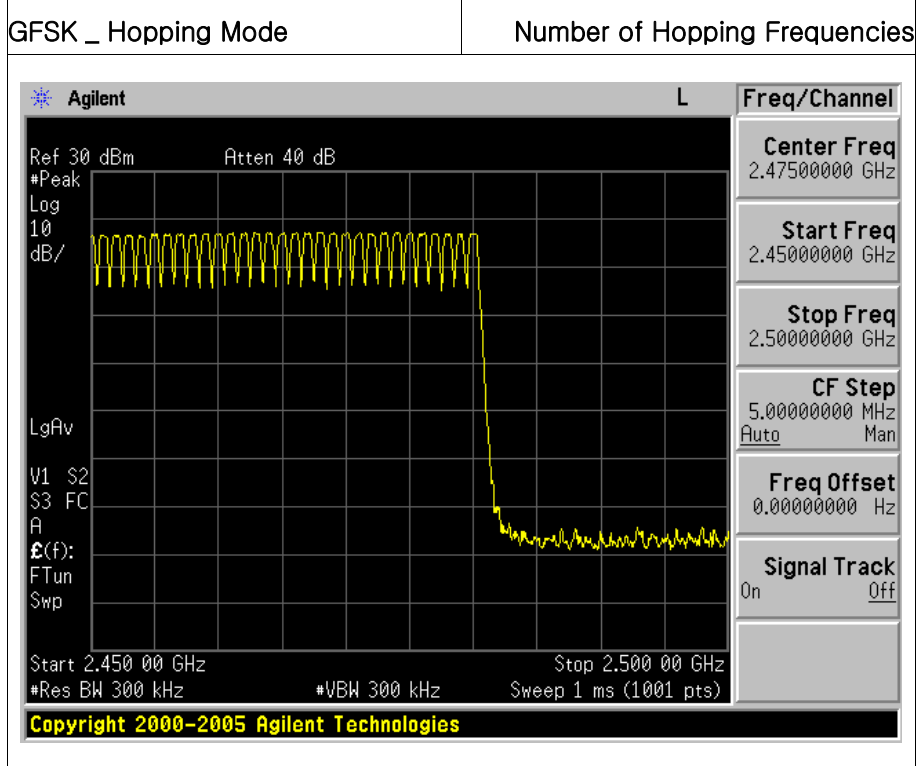 GFSK _ Hopping Mode
Number of Hopping Frequencies
Agilent
L
Freq/Channel
Ref 30 dBm
Atten 40 dB
#Peak
Log
10
dB/
LgAv
V1 S2
S3 FC
A
£(f):
FTun
Swp
Start 2.450 00 GHz
Stop 2.500 00 GHz
#Res BW 300 kHz
#VBW 300 kHz
Sweep 1 ms (1001 pts)
Center Freq
2.47500000 GHz
Start Freq
2.45000000 GHz
Stop Freq
2.50000000 GHz
CF Step
5.00000000 MHz
Auto Man
Freq Offset
0.00000000 Hz
Signal Track
On Off
Copyright 2000-2005 Agilent Technologies